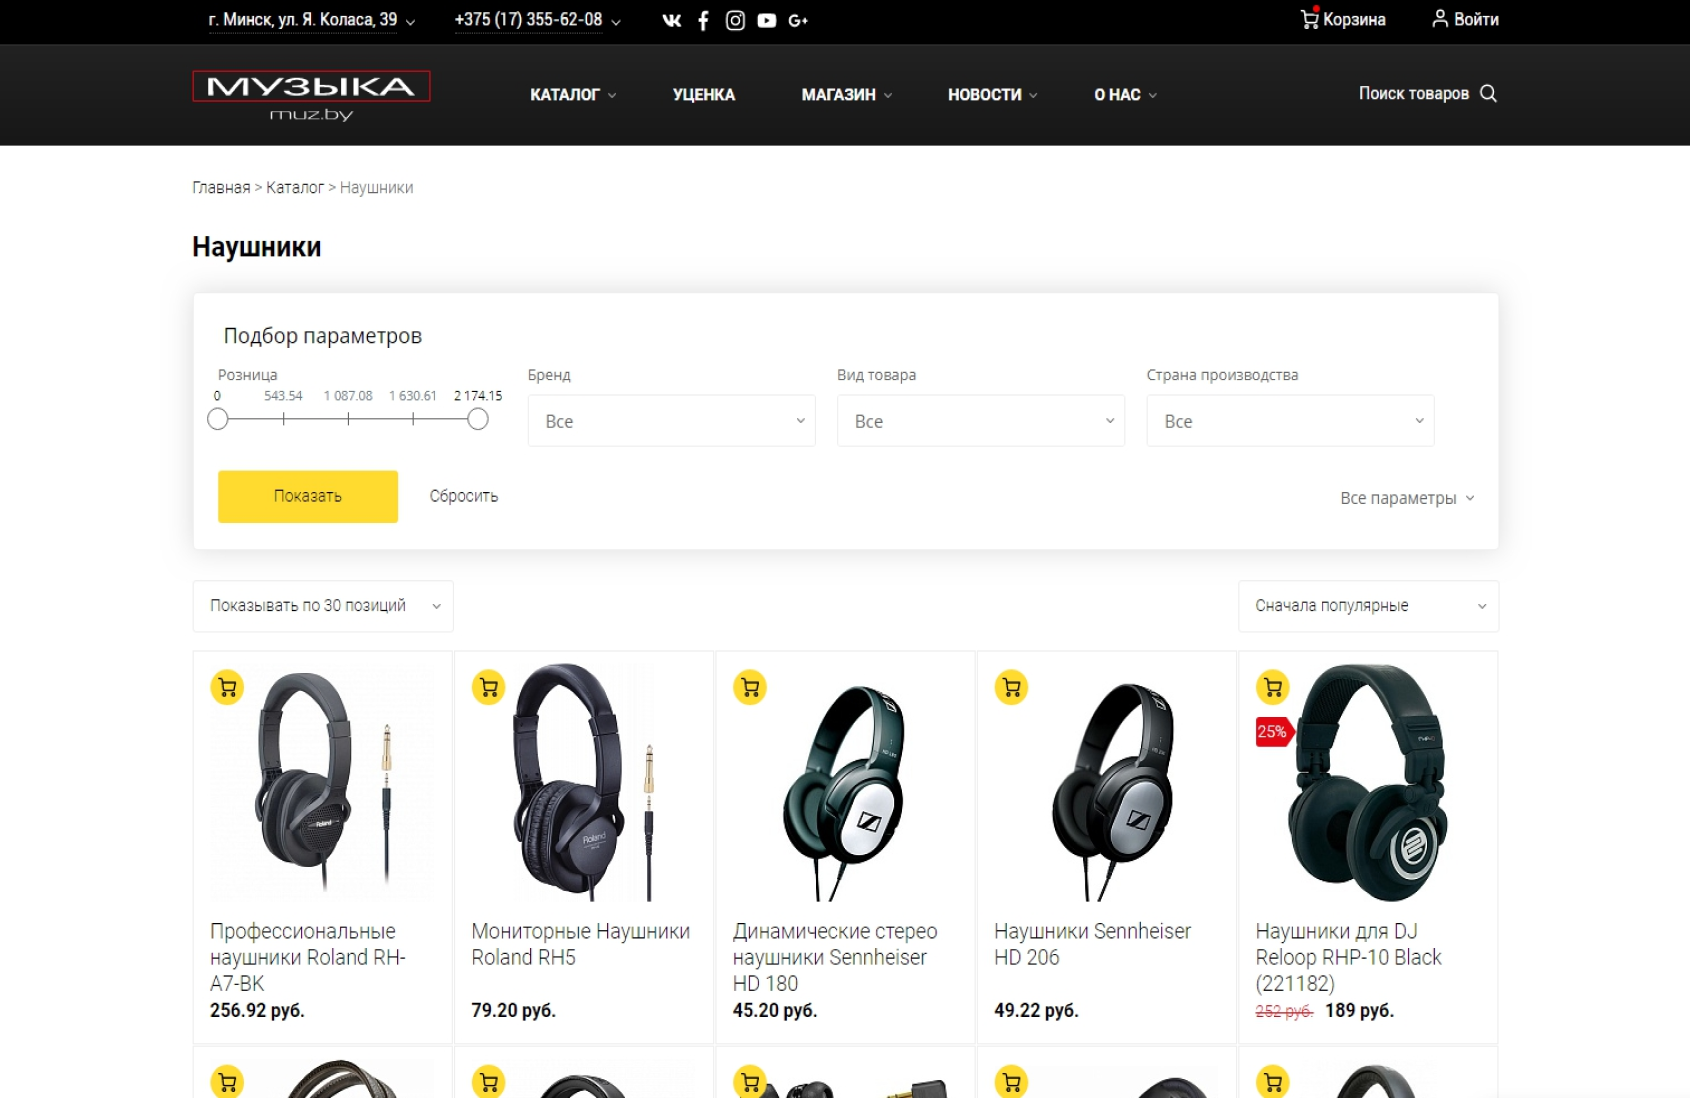 г. Минск, ул. Я. Коласа, 39
+375 (17) 355-62-08
G+
Корзина
Войти
МУЗЫКА
muz.by
КАТАЛОГ
УЦЕНКА
МАГАЗИН
НОВОСТИ
О НАС
Поиск товаров
Главная > Каталог > Наушники
Наушники
Подбор параметров
Розница
0 543.54 1 087.08 1 630.61 2 174.15
Бренд
Все
Вид товара
Все
Страна производства
Все
Показать
Сбросить
Все параметры
Показывать по 30 позиций
Сначала популярные
Roland
Профессиональные
наушники Roland RH-
A7-BK
256.92 руб.
Roland
Мониторные Наушники
Roland RH5
79.20 руб.
Динамические стерео
наушники Sennheiser
HD 180
45.20 руб.
Наушники Sennheiser
HD 206
49.22 руб.
25%
Наушники для DJ
Reloop RHP-10 Black
(221182)
252 руб. 189 руб.